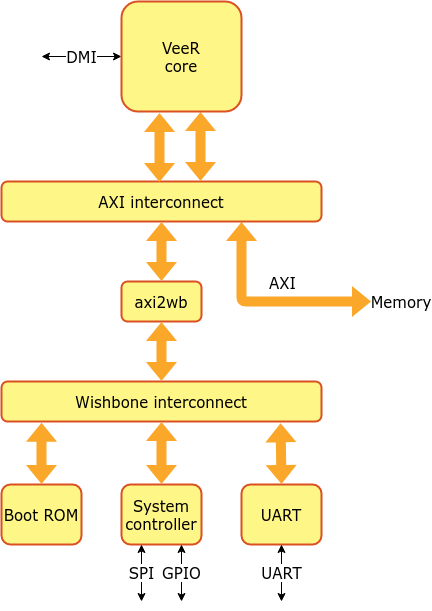 VeeR
core
DMI
AXI interconnect
AXI
axi2wb
Memory
Wishbone interconnect
Boot ROM
System
controller
UART
SPI
GPIO
UART